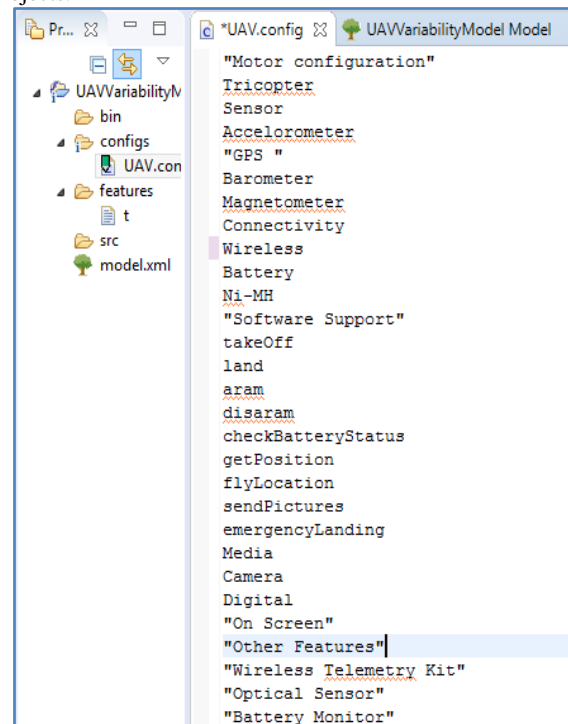 Pr...
UAVVariabilityM
bin
configs
UAV.con
features
t
src
model.xml
*UAV.config
UAVVariabilityModel Model
"Motor configuration"
Tricopter
Sensor
Accelorometer
"GPS "
Barometer
Magnetometer
Connectivity
Wireless
Battery
Ni-MH
"Software Support"
takeOff
land
aram
disaram
checkBatteryStatus
getPosition
flyLocation
sendPictures
emergencyLanding
Media
Camera
Digital
"On Screen"
"Other Features"
"Wireless Telemetry Kit"
"Optical Sensor"
"Battery Monitor"